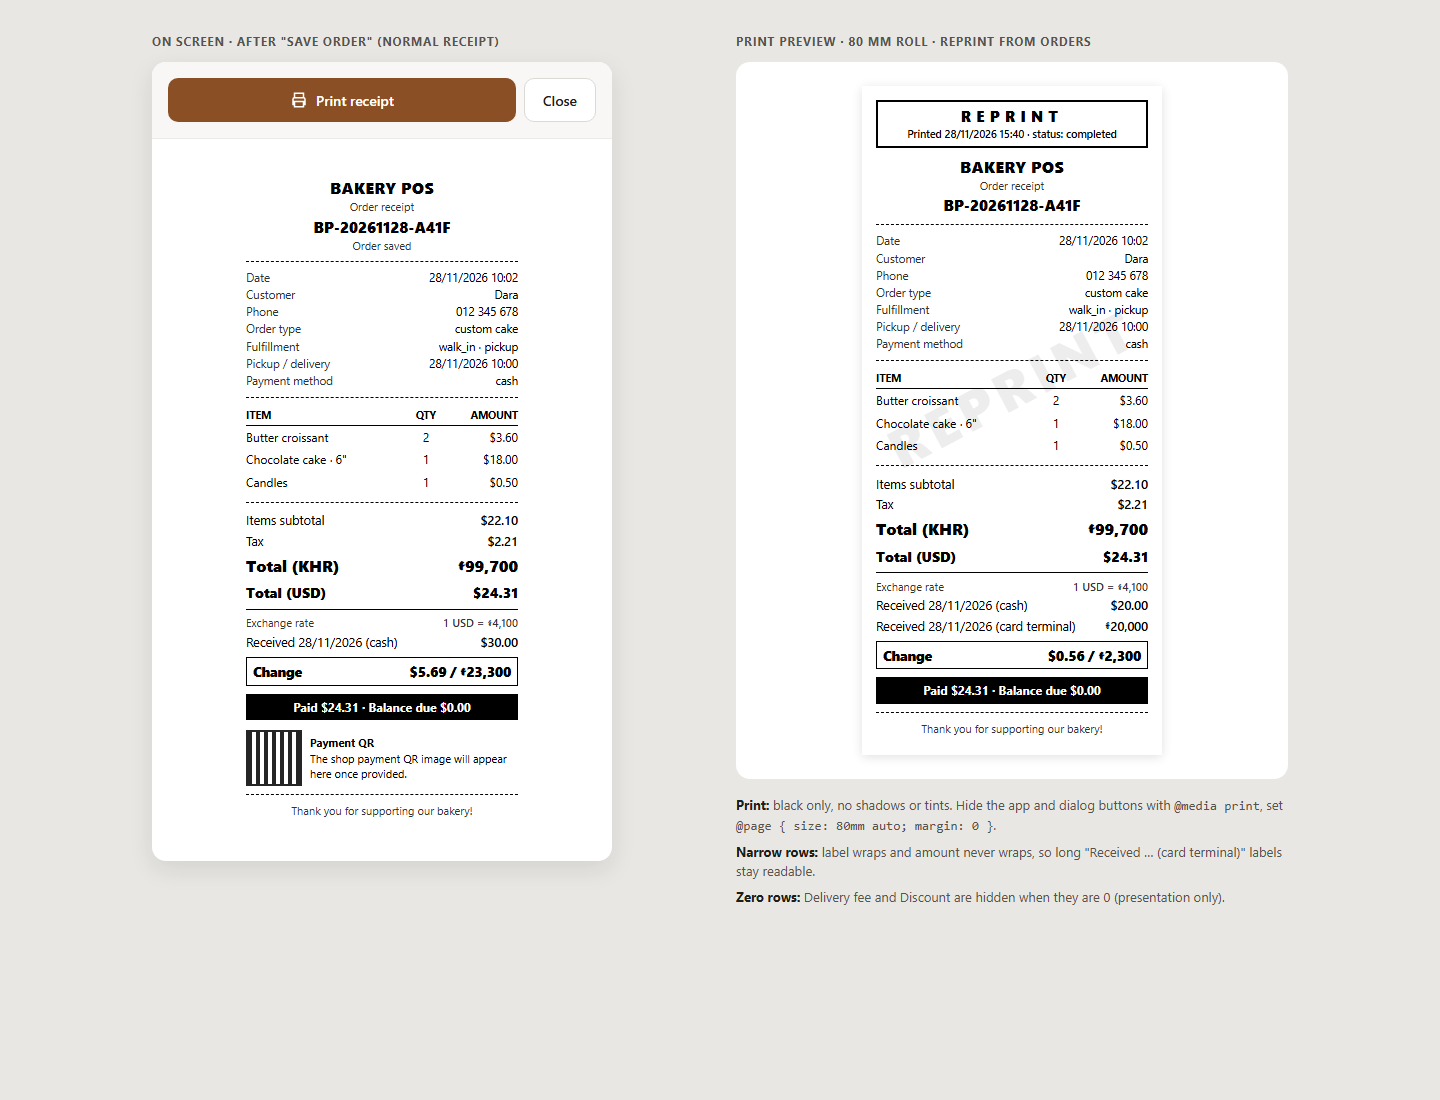 ON SCREEN · AFTER "SAVE ORDER" (NORMAL RECEIPT)
Print receipt
Close
BAKERY POS
Order receipt
BP-20261128-A41F
Order saved
Date 28/11/2026 10:02
Customer Dara
Phone 012 345 678
Order type custom cake
Fulfillment walk_in · pickup
Pickup / delivery 28/11/2026 10:00
Payment method cash
ITEM QTY AMOUNT
Butter croissant 2 $3.60
Chocolate cake · 6" 1 $18.00
Candles 1 $0.50
Items subtotal $22.10
Tax $2.21
Total (KHR) ៛99,700
Total (USD) $24.31
Exchange rate 1 USD = ៛4,100
Received 28/11/2026 (cash) $30.00
Change $5.69 / ៛23,300
Paid $24.31 · Balance due $0.00
Payment QR
The shop payment QR image will appear
here once provided.
Thank you for supporting our bakery!
PRINT PREVIEW · 80 MM ROLL · REPRINT FROM ORDERS
REPRINT
Printed 28/11/2026 15:40 · status: completed
BAKERY POS
Order receipt
BP-20261128-A41F
Date 28/11/2026 10:02
Customer Dara
Phone 012 345 678
Order type custom cake
Fulfillment walk_in · pickup
Pickup / delivery 28/11/2026 10:00
Payment method cash
REPRINT
ITEM QTY AMOUNT
Butter croissant 2 $3.60
Chocolate cake · 6" 1 $18.00
Candles 1 $0.50
Items subtotal $22.10
Tax $2.21
Total (KHR) ៛99,700
Total (USD) $24.31
Exchange rate 1 USD = ៛4,100
Received 28/11/2026 (cash) $20.00
Received 28/11/2026 (card terminal) ៛20,000
Change $0.56 / ៛2,300
Paid $24.31 · Balance due $0.00
Thank you for supporting our bakery!
Print: black only, no shadows or tints. Hide the app and dialog buttons with @media print, set
@page { size: 80mm auto; margin: 0 }.
Narrow rows: label wraps and amount never wraps, so long "Received … (card terminal)" labels
stay readable.
Zero rows: Delivery fee and Discount are hidden when they are 0 (presentation only).